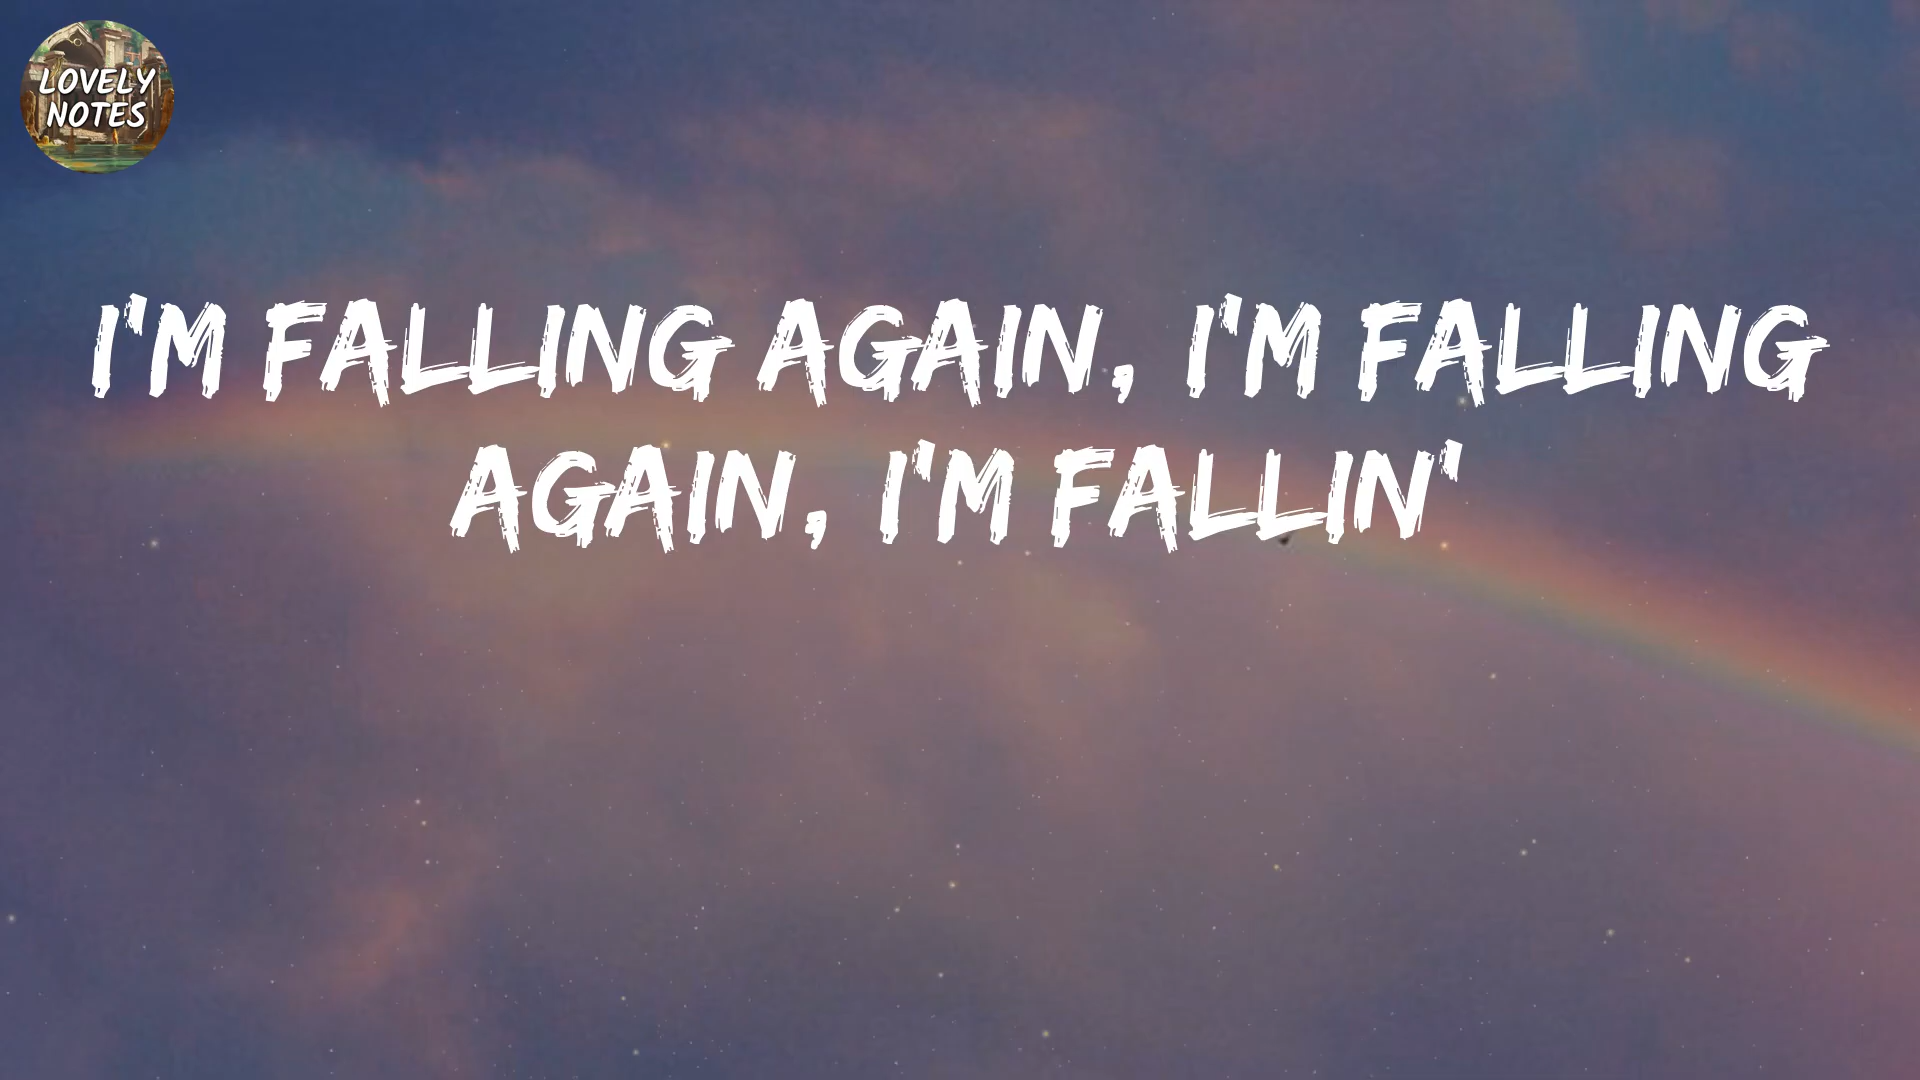 LOVELY
NOTES
I'M FALLING AGAIN, I'M FALLING
AGAIN, I'M FALLIN'